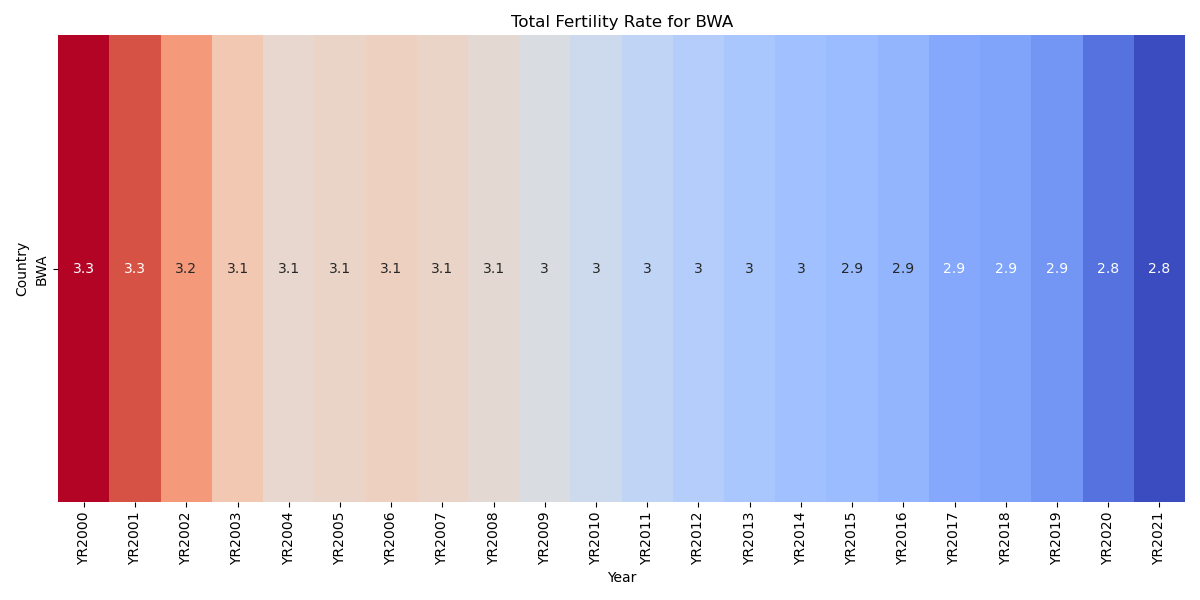 Total Fertility Rate for BWA
Country
BWA
3.3 3.3 3.2 3.1 3.1 3.1 3.1 3.1 3.1 3 3 3 3 3 3 2.9 2.9 2.9 2.9 2.9 2.8 2.8
YR2000 YR2001 YR2002 YR2003 YR2004 YR2005 YR2006 YR2007 YR2008 YR2009 YR2010 YR2011 YR2012 YR2013 YR2014 YR2015 YR2016 YR2017 YR2018 YR2019 YR2020 YR2021
Year